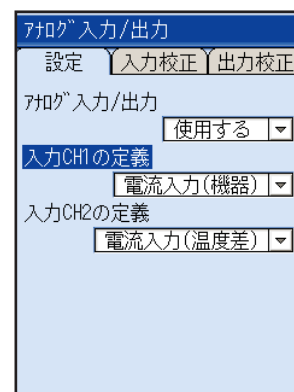 ｱﾅﾛｸﾞ入力/出力
設定 入力校正 出力校正
ｱﾅﾛｸﾞ入力/出力
使用する
入力CH1の定義
電流入力(機器)
入力CH2の定義
電流入力(温度差)